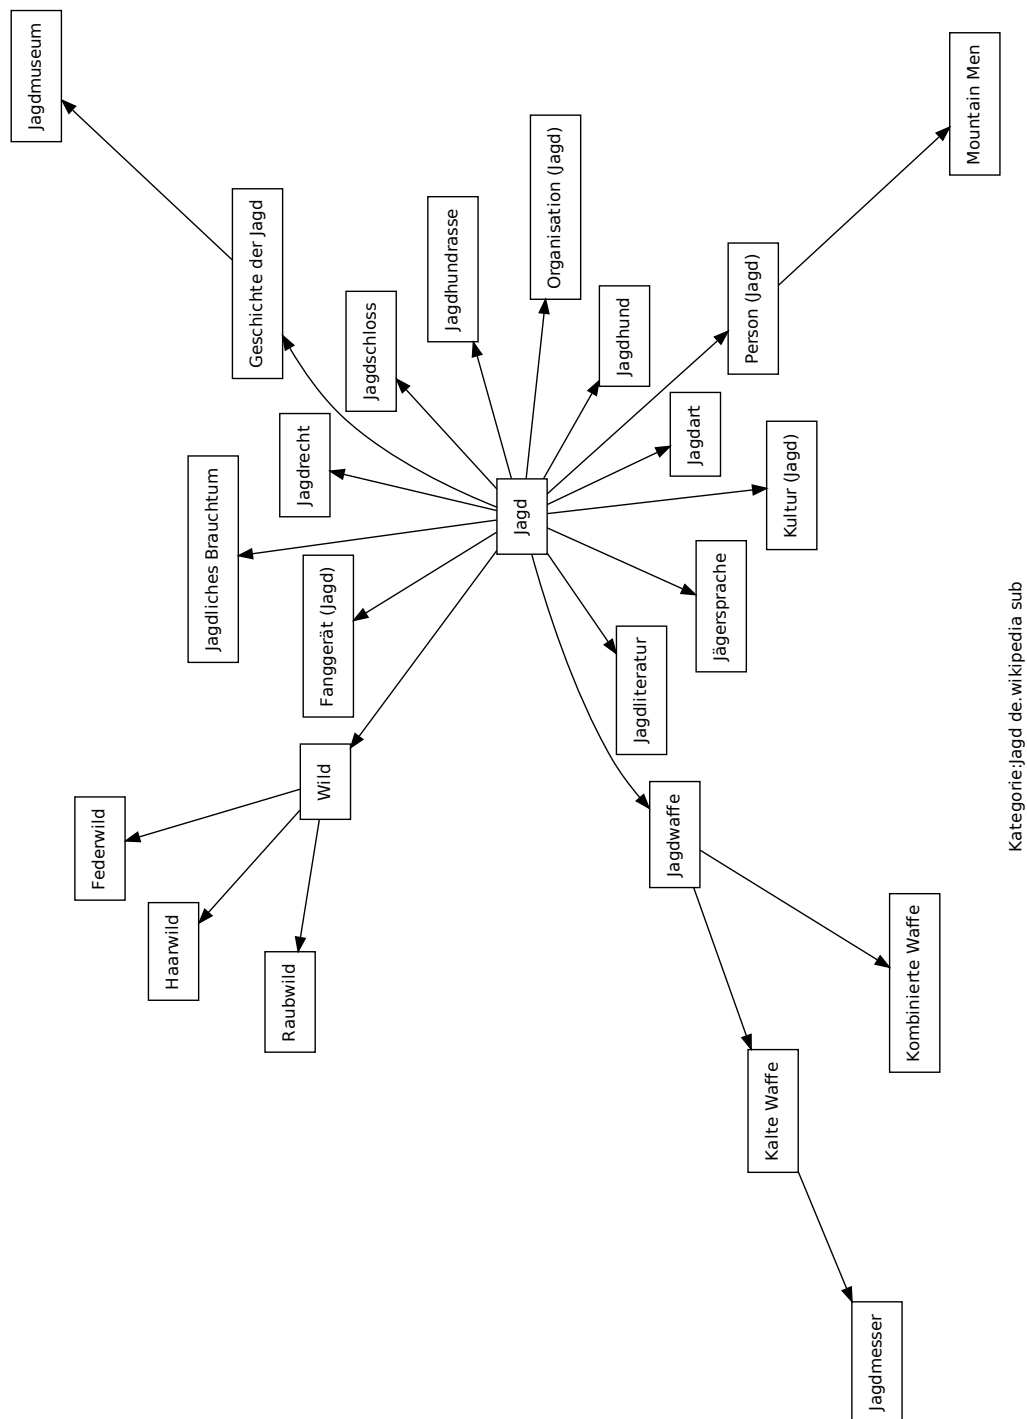 Jagdmuseum
Mountain Men
Organisation (Jagd)
Geschichte der Jagd
Jagdhundrasse
Person (Jagd)
Jagdhund
Jagdschloss
Jagdart
Jagdrecht
Kultur (Jagd)
Jagdliches Brauchtum
Jagd
Jägersprache
Fanggerät (Jagd)
Jagdliteratur
Wild
Jagdwaffe
Federwild
Haarwild
Raubwild
Kombinierte Waffe
Kalte Waffe
Jagdmesser
Kategorie:Jagd de.wikipedia sub